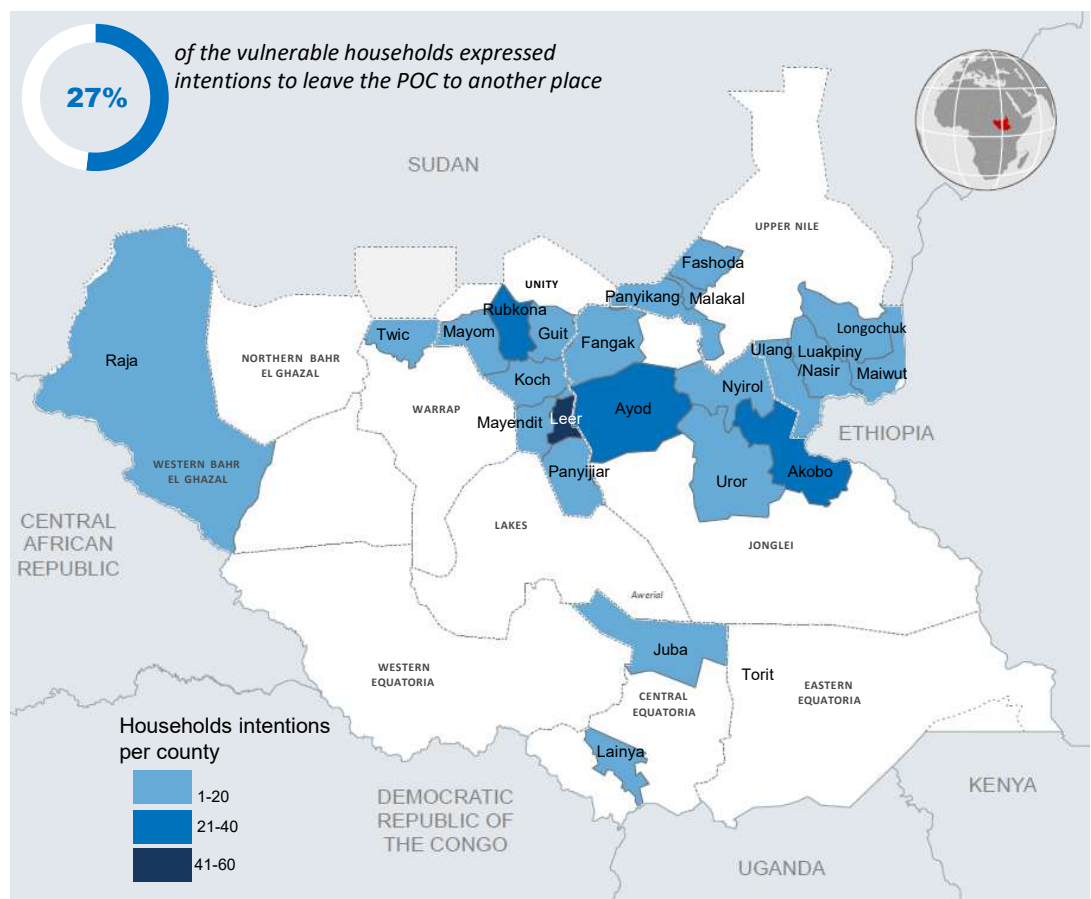 27%
of the vulnerable households expressed
intentions to leave the POC to another place
SUDAN
UPPER NILE
Fashoda
UNITY
Panyikang
Malakal
Rubkona
Twic
Mayom
Guit
Fangak
Longochuk
Ulang
Luakpiny
/Nasir
Maiwut
Raja
NORTHERN BAHR
EL GHAZAL
Koch
Nyirol
WARRAP
Ayod
Mayendit
Leer
ETHIOPIA
WESTERN BAHR
EL GHAZAL
Panyijiar
Uror
Akobo
CENTRAL
AFRICAN
REPUBLIC
LAKES
JONGLEI
Awerial
Juba
WESTERN
EQUATORIA
Torit
EASTERN
EQUATORIA
CENTRAL
EQUATORIA
Lainya
Households intentions
per county
1-20
21-40
41-60
DEMOCRATIC
REPUBLIC OF
THE CONGO
KENYA
UGANDA